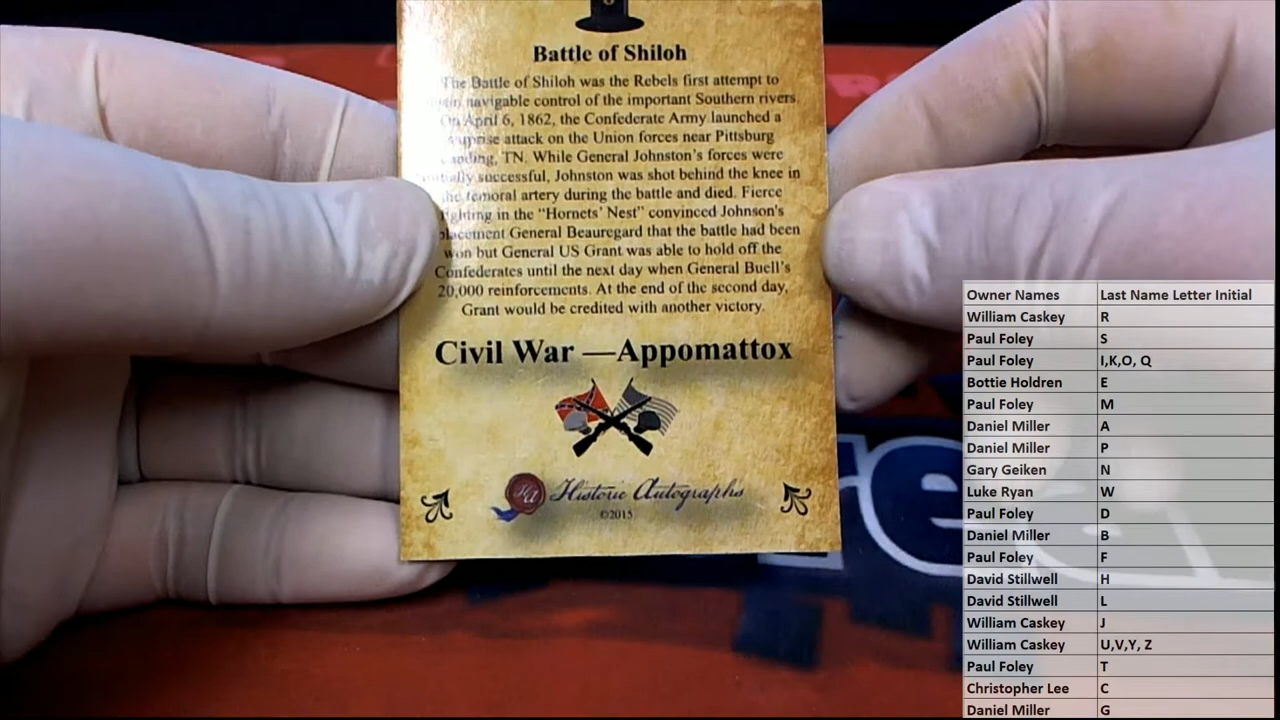 Battle of Shiloh
The Battle of Shiloh was the Rebels first attempt to
navigable control of the important Southern rivers.
On April 6, 1862, the Confederate Army launched a
surprise attack on the Union forces near Pittsburg
Landing, TN. While General Johnston's forces were
initially successful, Johnston was shot behind the knee in
the femoral artery during the battle and died. Fierce
fighting in the "Hornets' Nest" convinced Johnson's
placement General Beauregard that the battle had been
won but General US Grant was able to hold off the
Confederates until the next day when General Buell's
20,000 reinforcements. At the end of the second day,
Grant would be credited with another victory.
Civil War —Appomattox
HA Historic Autographs
©2015
Owner Names Last Name Letter Initial
William Caskey R
Paul Foley S
Paul Foley I,K,O, Q
Bottie Holdren E
Paul Foley M
Daniel Miller A
Daniel Miller P
Gary Geiken N
Luke Ryan W
Paul Foley D
Daniel Miller B
Paul Foley F
David Stillwell H
David Stillwell L
William Caskey J
William Caskey U,V,Y, Z
Paul Foley T
Christopher Lee C
Daniel Miller G